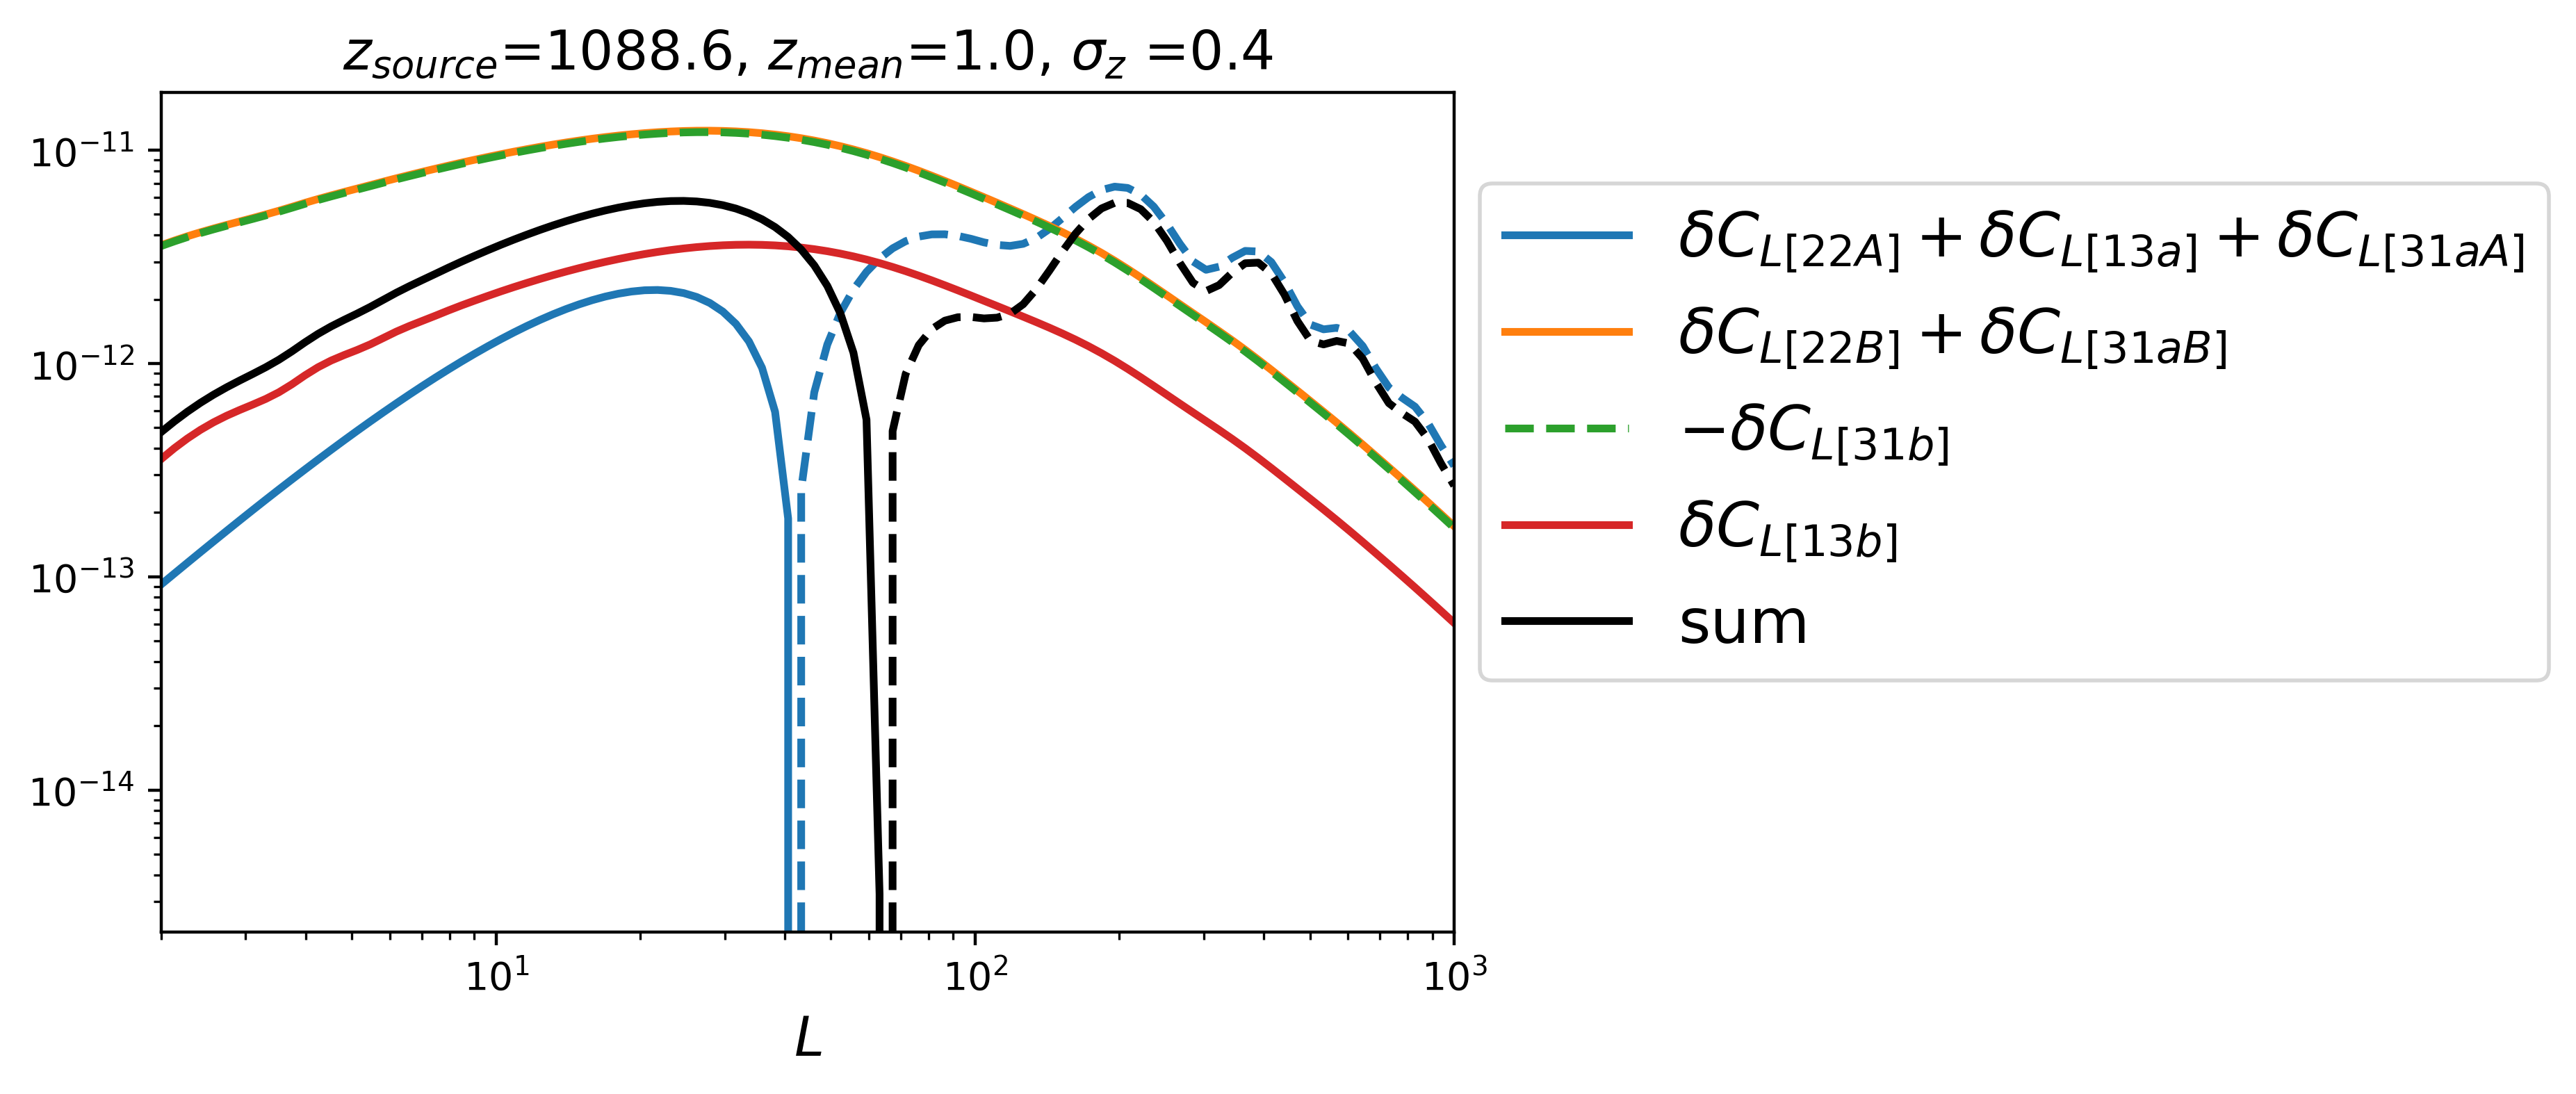 z_source=1088.6, z_mean=1.0, σ_z =0.4
10^−11
10^−12
10^−13
10^−14
10^1 10^2 10^3
L
δC_L[22A] + δC_L[13a] + δC_L[31aA]
δC_L[22B] + δC_L[31aB]
−δC_L[31b]
δC_L[13b]
sum